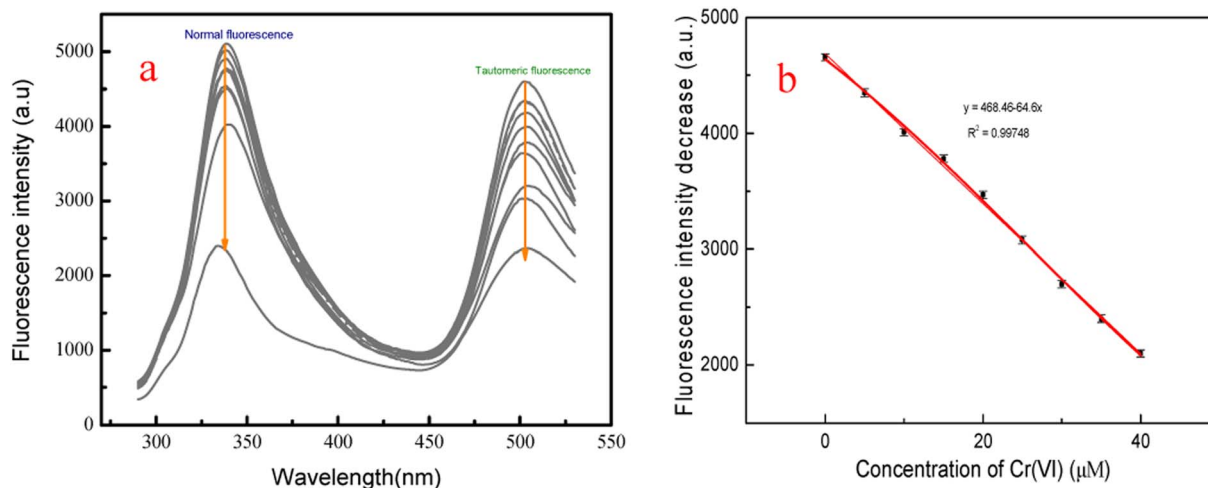 a
Normal fluorescence
Tautomeric fluorescence
Fluorescence intensity (a.u)
5000
4000
3000
2000
1000
0
300
350
400
450
500
550
Wavelength(nm)
b
y = 468.46-64.6x
R² = 0.99748
Fluorescence intensity decrease (a.u.)
5000
4000
3000
2000
0
20
40
Concentration of Cr(VI) (μM)